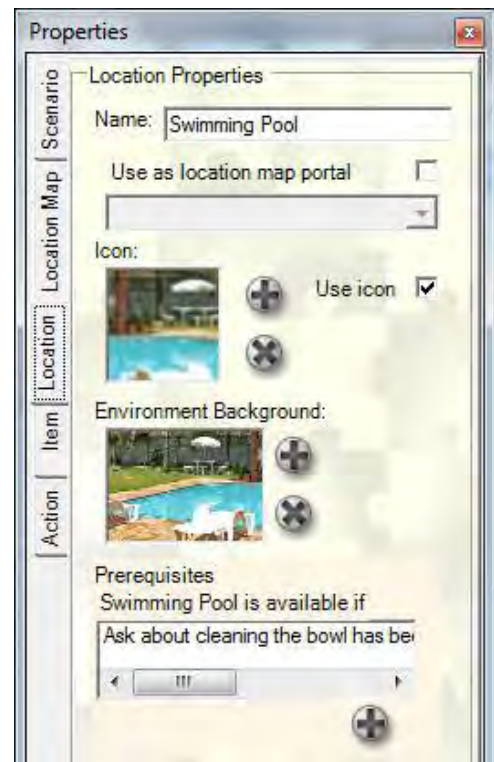 Properties
Scenario
Location Map
Location
Item
Action
Location Properties
Name: Swimming Pool
Use as location map portal
Icon:
Use icon
Environment Background:
Prerequisites
Swimming Pool is available if
Ask about cleaning the bowl has